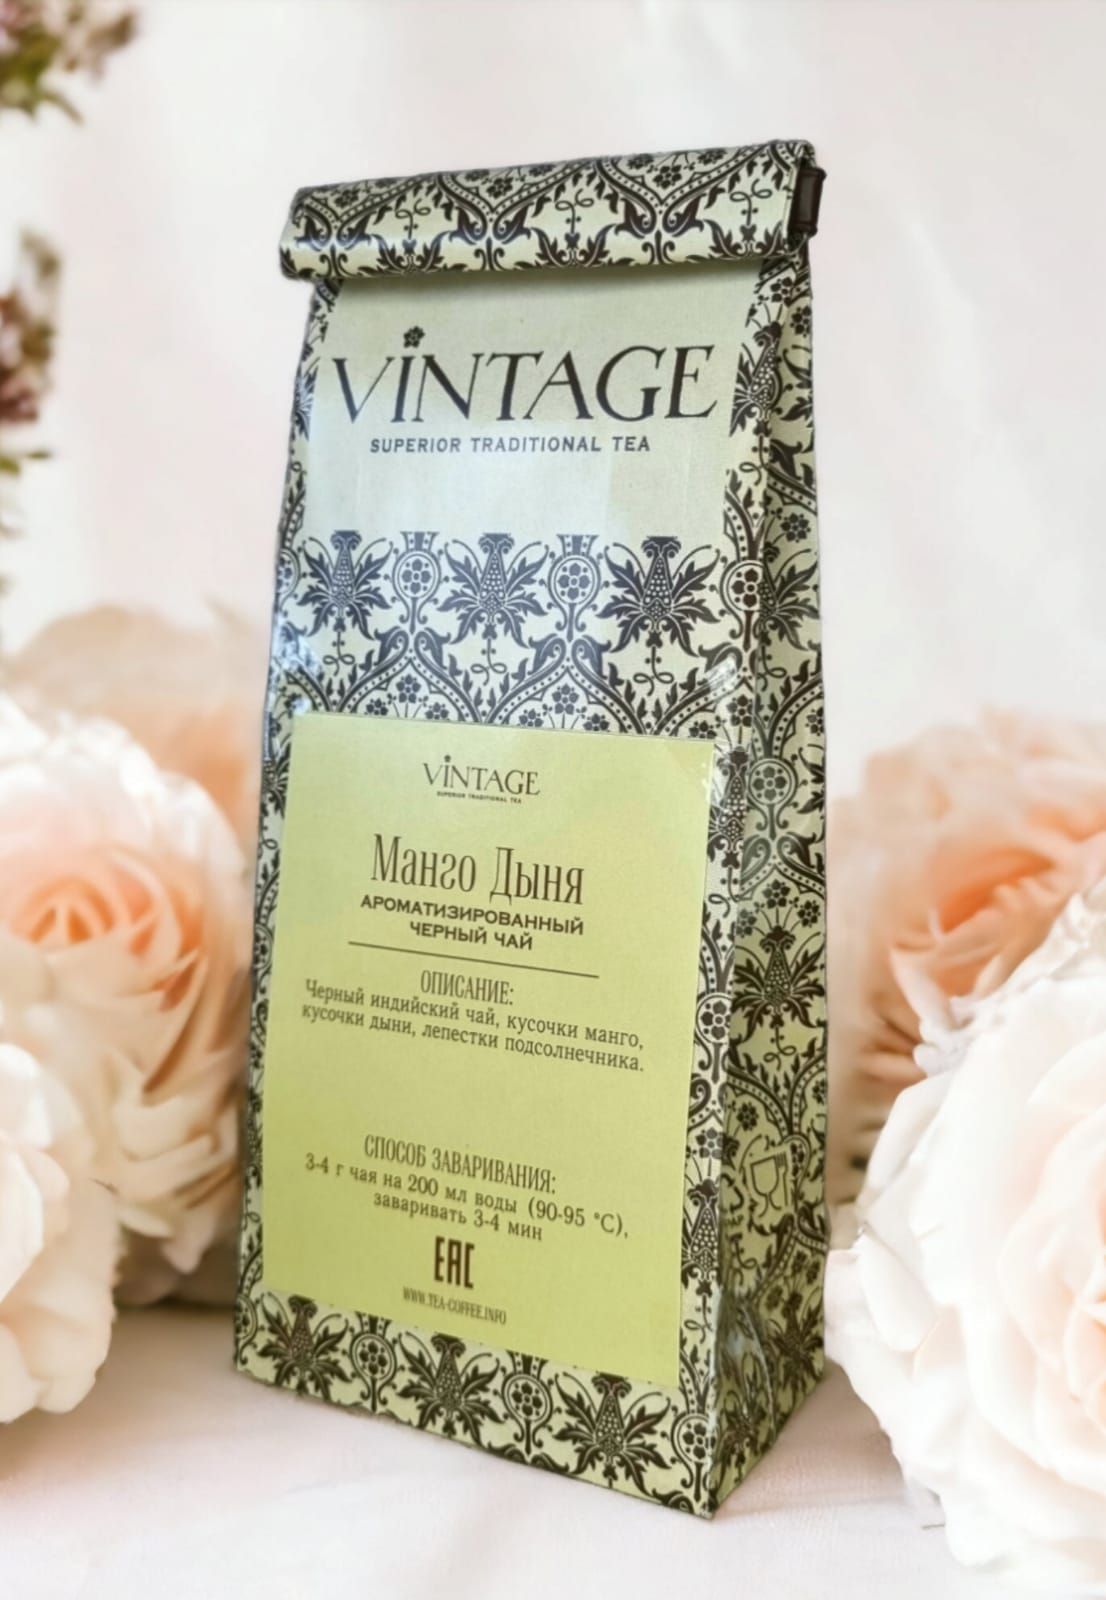 VINTAGE
SUPERIOR TRADITIONAL TEA
VINTAGE
SUPERIOR TRADITIONAL TEA
Манго Дыня
АРОМАТИЗИРОВАННЫЙ
ЧЕРНЫЙ ЧАЙ
ОПИСАНИЕ:
Черный индийский чай, кусочки манго,
кусочки дыни, лепестки подсолнечника.
СПОСОБ ЗАВАРИВАНИЯ:
3-4 г чая на 200 мл воды (90-95 °C),
заваривать 3-4 мин
EAC
WWW.TEA-COFFEE.INFO